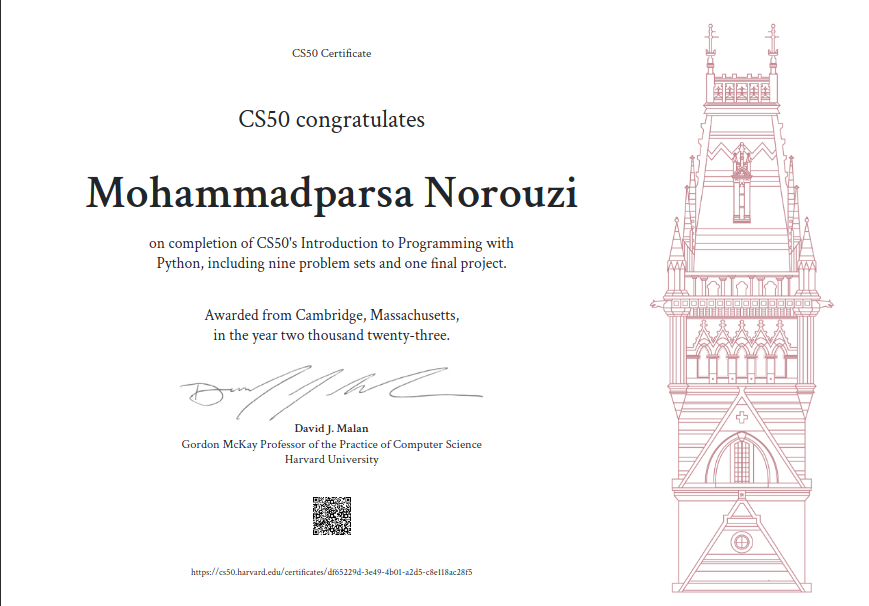 CS50 Certificate
CS50 congratulates
Mohammadparsa Norouzi
on completion of CS50's Introduction to Programming with
Python, including nine problem sets and one final project.
Awarded from Cambridge, Massachusetts,
in the year two thousand twenty-three.
David J. Malan
Gordon McKay Professor of the Practice of Computer Science
Harvard University
https://cs50.harvard.edu/certificates/df65229d-3e49-4b01-a2d5-c8e118ac28f5